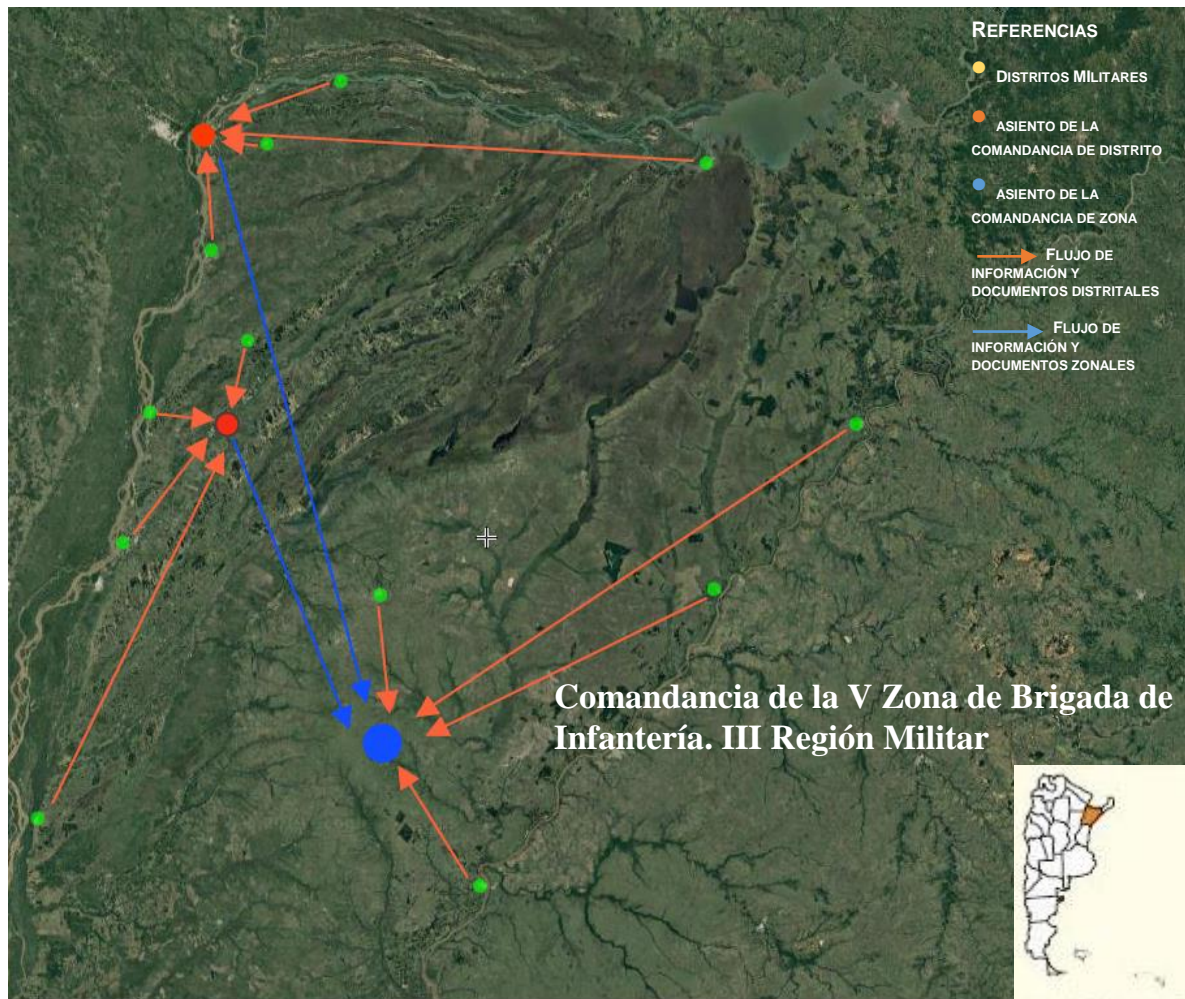 REFERENCIAS
DISTRITOS MILITARES
ASIENTO DE LA
COMANDANCIA DE DISTRITO
ASIENTO DE LA
COMANDANCIA DE ZONA
FLUJO DE
INFORMACIÓN Y
DOCUMENTOS DISTRITALES
FLUJO DE
INFORMACIÓN Y
DOCUMENTOS ZONALES
Comandancia de la V Zona de Brigada de
Infantería. III Región Militar